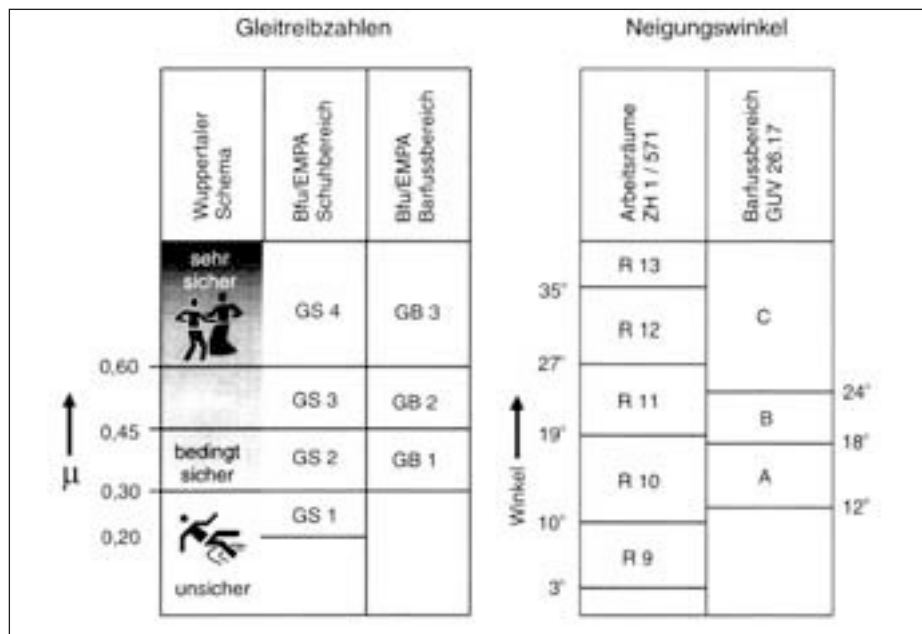 Gleitreibzahlen
Neigungswinkel
Wuppertaler
Schema
Bfu/EMPA
Schuhbereich
Bfu/EMPA
Barfussbereich
Arbeitsräume
ZH 1 / 571
Barfussbereich
GUV 26.17
sehr
sicher
GS 4
GB 3
0,60
GS 3
GB 2
0,45
µ
bedingt
sicher
GS 2
GB 1
0,30
GS 1
0,20
unsicher
R 13
35°
R 12
C
27°
24°
R 11
B
19°
18°
Winkel
R 10
A
12°
10°
R 9
3°